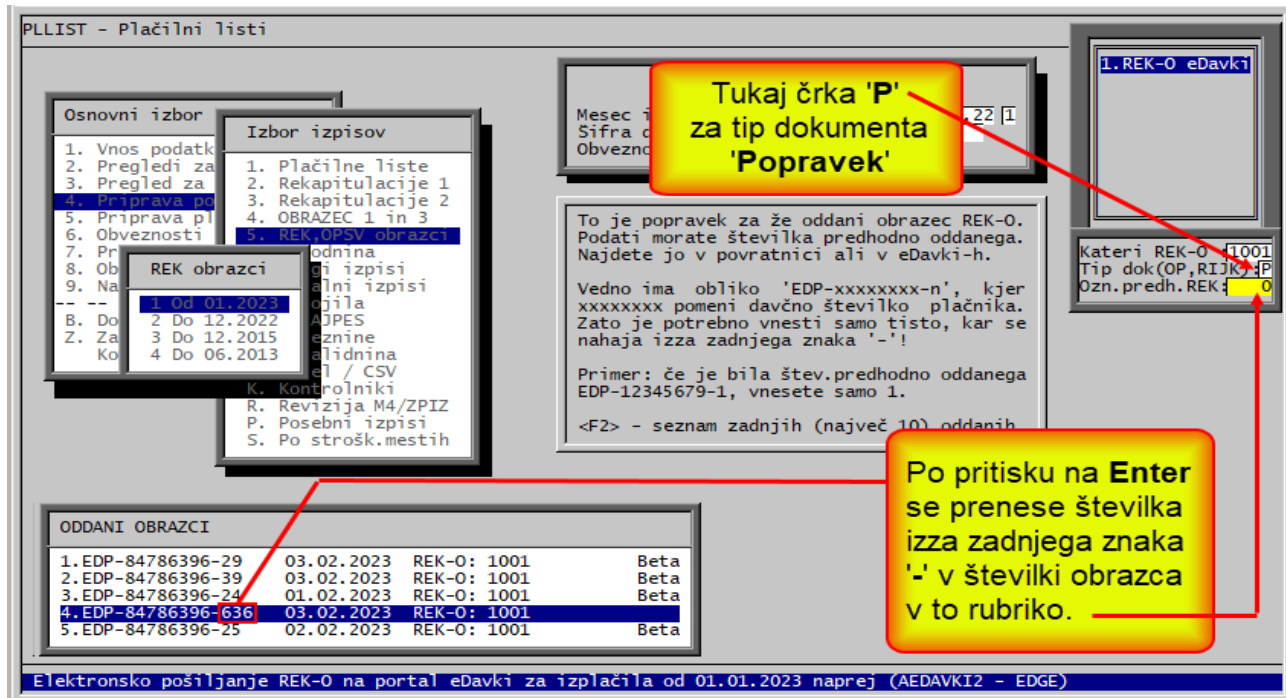 PLLIST - Plačilni listi
1.REK-O eDavki
Tukaj črka 'P'
za tip dokumenta
'Popravek'
Mesec i
,22 1
Šifra d
Obvezno
Osnovni izbor
1. Vnos podatk
2. Pregledi za
3. Pregled za
4. Priprava po
5. Priprava pl
6. Obveznosti
7. Pr
8. Ob
9. Na
-- --
B. Do
Z. Za
Ko
Izbor izpisov
1. Plačilne liste
2. Rekapitulacije 1
3. Rekapitulacije 2
4. OBRAZEC 1 in 3
5. REK,OPSV obrazci
odnina
gi izpisi
alni izpisi
ojila
AJPES
eznine
alidnina
el / CSV
K. Kontrolniki
R. Revizija M4/ZPIZ
P. Posebni izpisi
S. Po strošk.mestih
REK obrazci
1 Od 01.2023
2 Do 12.2022
3 Do 12.2015
4 Do 06.2013
To je popravek za že oddani obrazec REK-O.
Podati morate številka predhodno oddanega.
Najdete jo v povratnici ali v eDavki-h.
Vedno ima obliko 'EDP-xxxxxxxx-n', kjer
xxxxxxxx pomeni davčno številko plačnika.
Zato je potrebno vnesti samo tisto, kar se
nahaja izza zadnjega znaka '-'!
Primer: če je bila štev.predhodno oddanega
EDP-12345679-1, vnesete samo 1.
<F2> - seznam zadnjih (največ 10) oddanih
Kateri REK-O :1001
Tip dok(OP,RIJK):P
Ozn.predh.REK: 0
Po pritisku na Enter
se prenese številka
izza zadnjega znaka
'-' v številki obrazca
v to rubriko.
ODDANI OBRAZCI
1.EDP-84786396-29 03.02.2023 REK-O: 1001 Beta
2.EDP-84786396-39 03.02.2023 REK-O: 1001 Beta
3.EDP-84786396-24 01.02.2023 REK-O: 1001 Beta
4.EDP-84786396-636 03.02.2023 REK-O: 1001
5.EDP-84786396-25 02.02.2023 REK-O: 1001 Beta
Elektronsko pošiljanje REK-O na portal eDavki za izplačila od 01.01.2023 naprej (AEDAVKI2 - EDGE)